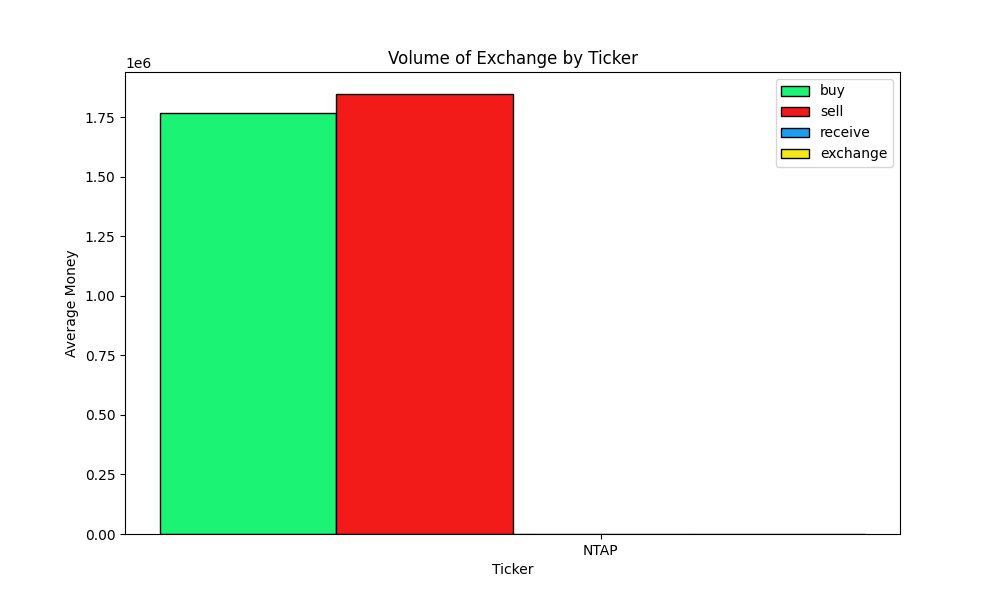 Volume of Exchange by Ticker
1e6
buy
sell
receive
exchange
1.75
1.50
1.25
1.00
0.75
0.50
0.25
0.00
Average Money
NTAP
Ticker